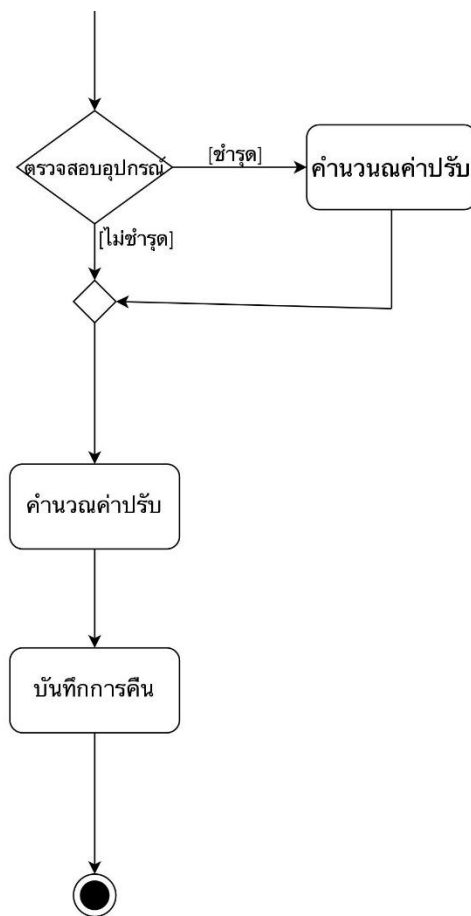 ตรวจสอบอุปกรณ์
[ชำรุด]
คำนวนณค่าปรับ
[ไม่ชำรุด]
คำนวณค่าปรับ
บันทึกการคืน